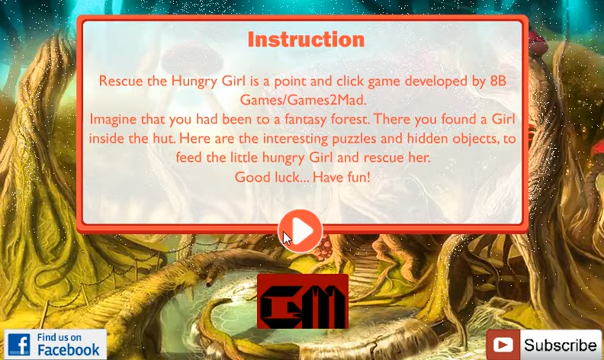 Instruction
Rescue the Hungry Girl is a point and click game developed by 8B
Games/Games2Mad.
Imagine that you had been to a fantasy forest. There you found a Girl
inside the hut. Here are the interesting puzzles and hidden objects, to
feed the little hungry Girl and rescue her.
Good luck... Have fun!
GM
Find us on
Facebook
Subscribe